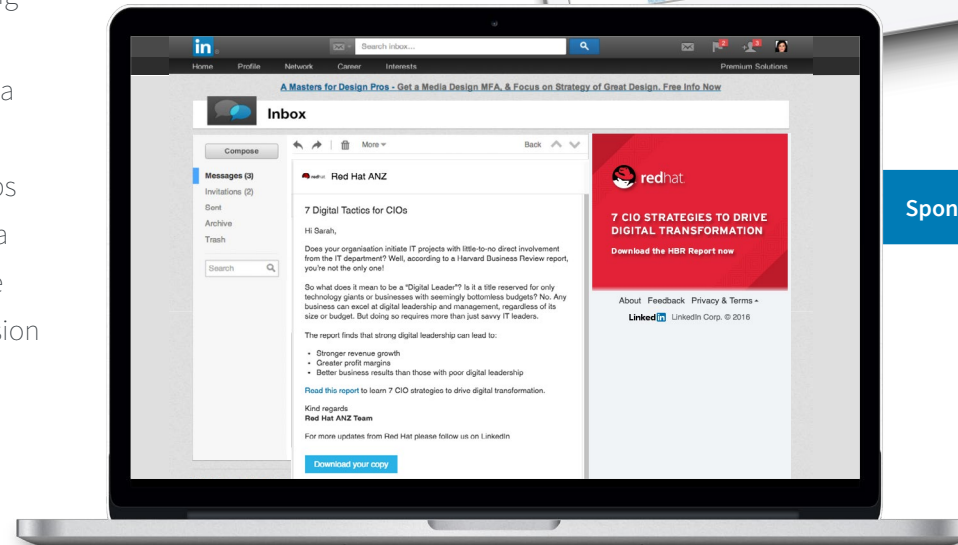 a
sion
Spon
in
Search inbox...
2
3
Home Profile Network Career Interests Premium Solutions
A Masters for Design Pros - Get a Media Design MFA, & Focus on Strategy of Great Design. Free Info Now
Inbox
Compose
Messages (3)
Invitations (2)
Sent
Archive
Trash
Search
More
Back
redhat. Red Hat ANZ
7 Digital Tactics for CIOs
Hi Sarah,
Does your organisation initiate IT projects with little-to-no direct involvement
from the IT department? Well, according to a Harvard Business Review report,
you're not the only one!
So what does it mean to be a "Digital Leader"? Is it a title reserved for only
technology giants or businesses with seemingly bottomless budgets? No. Any
business can excel at digital leadership and management, regardless of its
size or budget. But doing so requires more than just savvy IT leaders.
The report finds that strong digital leadership can lead to:
• Stronger revenue growth
• Greater profit margins
• Better business results than those with poor digital leadership
Read this report to learn 7 CIO strategies to drive digital transformation.
Kind regards
Red Hat ANZ Team
For more updates from Red Hat please follow us on LinkedIn
Download your copy
redhat.
7 CIO STRATEGIES TO DRIVE
DIGITAL TRANSFORMATION
Download the HBR Report now
About Feedback Privacy & Terms
Linked in LinkedIn Corp. © 2016